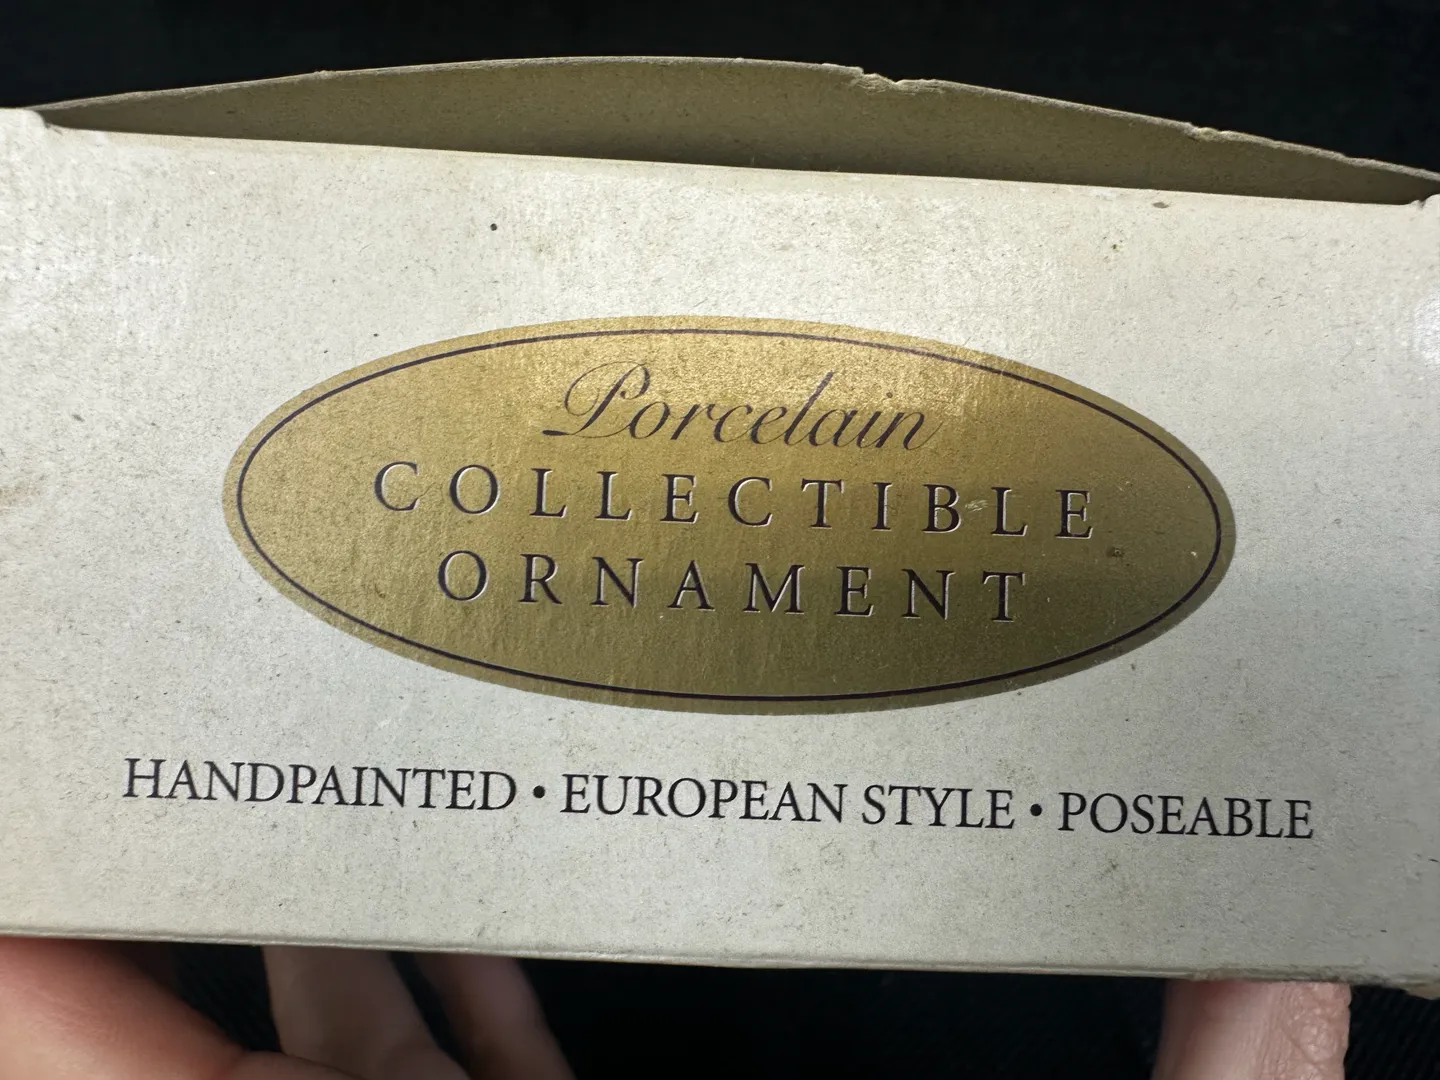 Porcelain
COLLECTIBLE
ORNAMENT
HANDPAINTED • EUROPEAN STYLE • POSEABLE